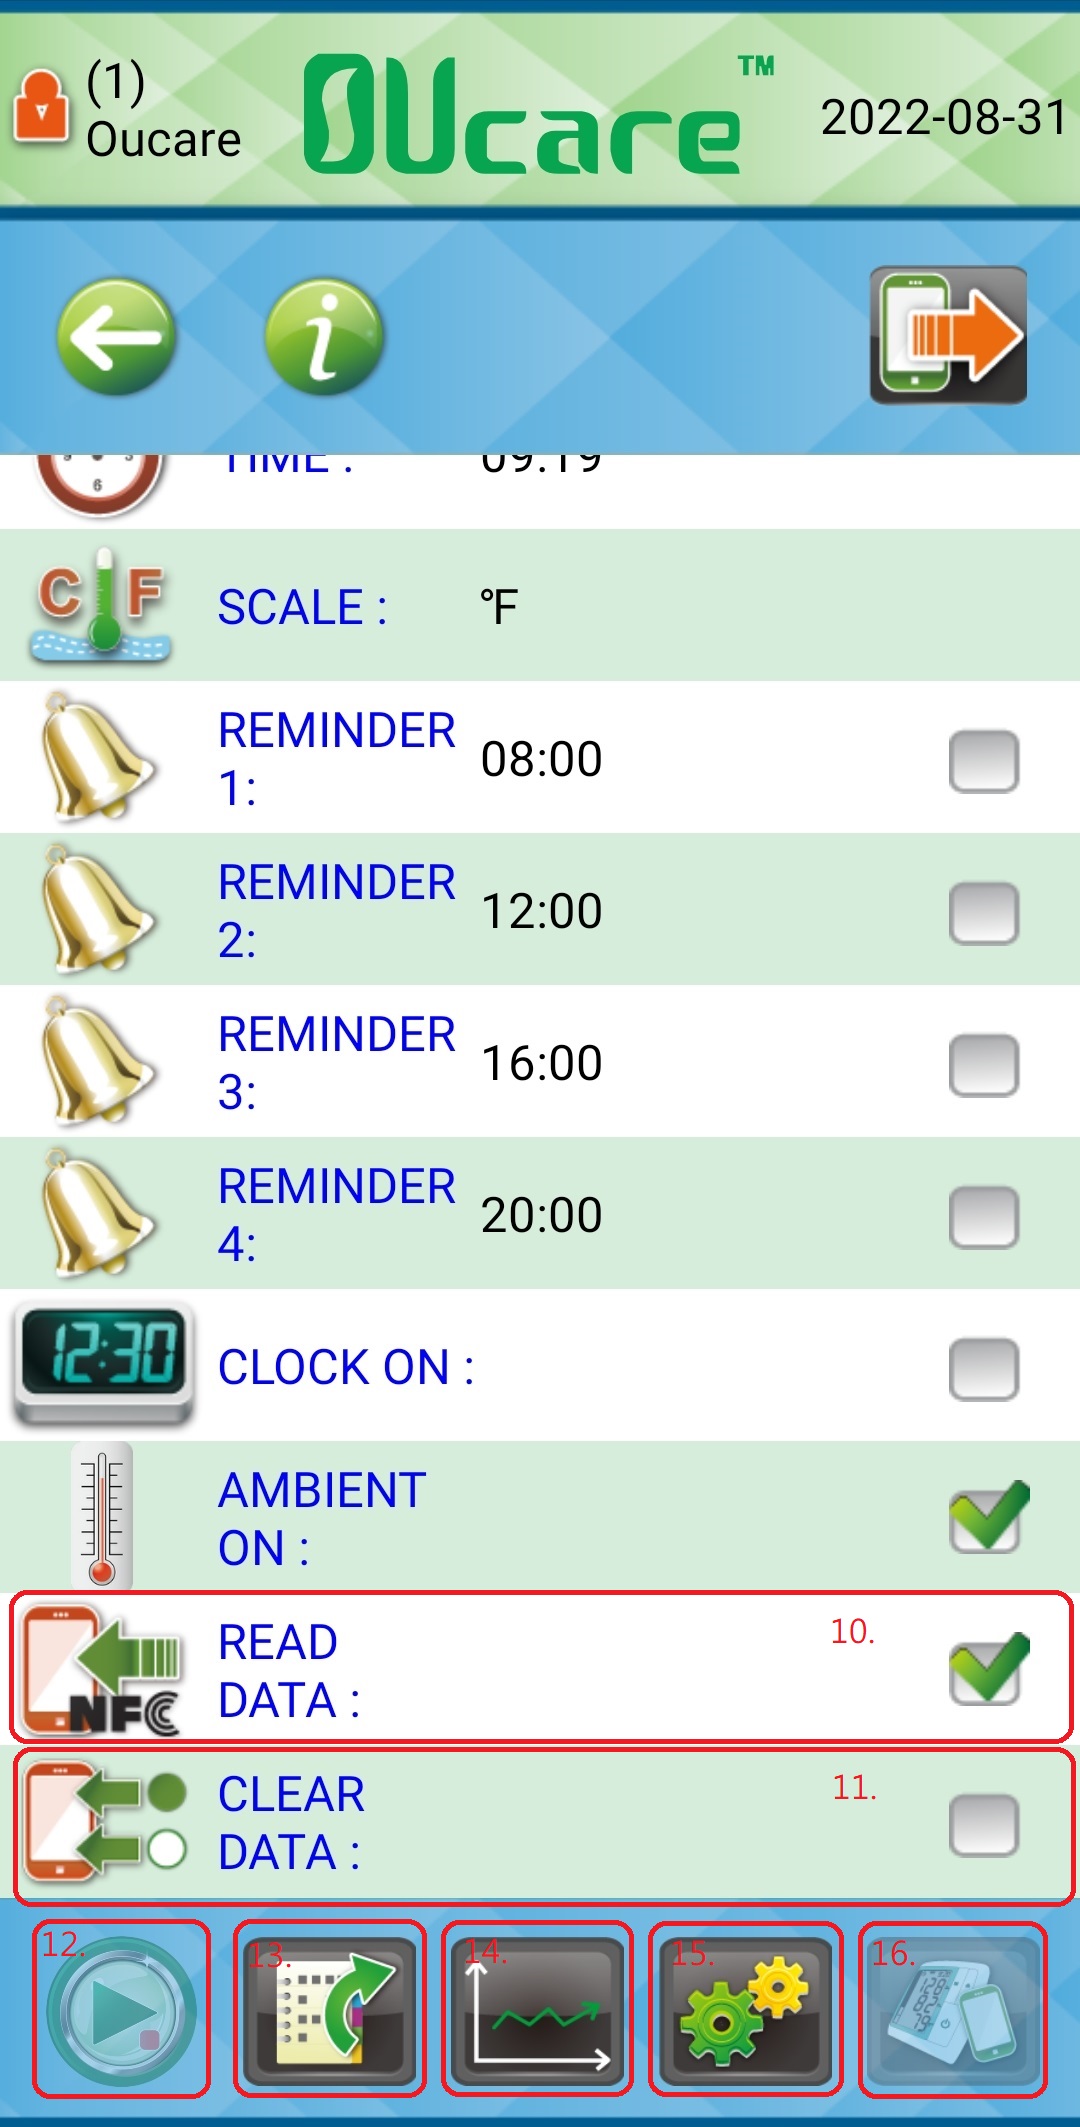 (1)
Oucare
OUcare™
2022-08-31
TIME : 09:19
C F
SCALE : °F
REMINDER
1: 08:00
REMINDER
2: 12:00
REMINDER
3: 16:00
REMINDER
4: 20:00
12:30
CLOCK ON :
AMBIENT
ON :
NFC
READ
DATA :
10.
CLEAR
DATA :
11.
12.
13.
14.
15.
16.